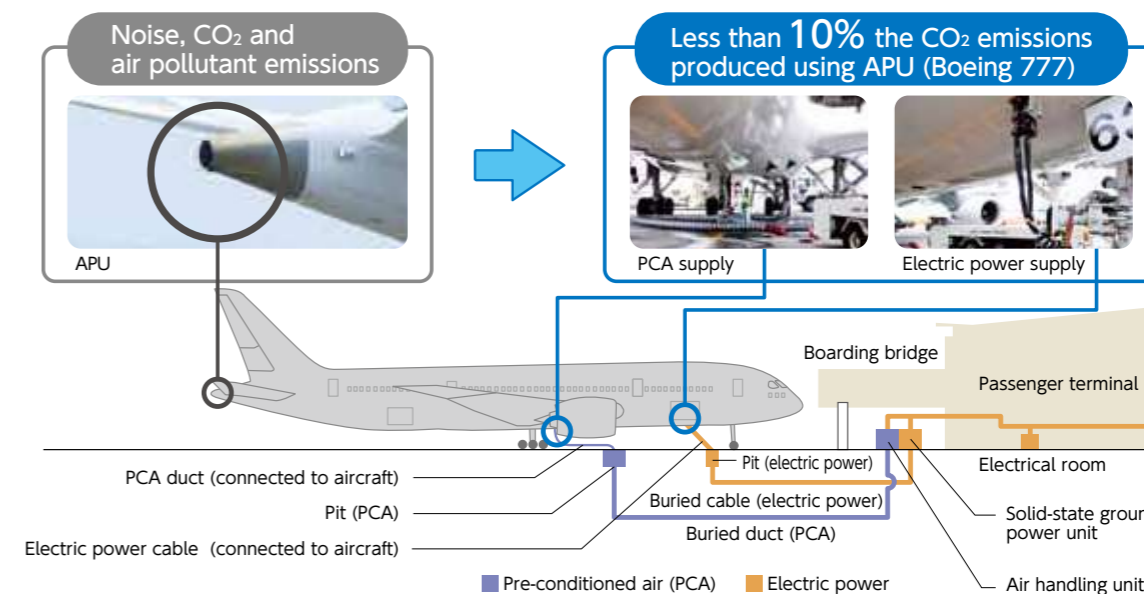 Noise, CO₂ and
air pollutant emissions
APU
Less than 10% the CO₂ emissions
produced using APU (Boeing 777)
63
PCA supply
Electric power supply
Boarding bridge
Passenger terminal
PCA duct (connected to aircraft)
Pit (PCA)
Electric power cable (connected to aircraft)
Pit (electric power)
Buried cable (electric power)
Buried duct (PCA)
Electrical room
Solid-state
power unit
Air handling unit
Pre-conditioned air (PCA)
Electric power